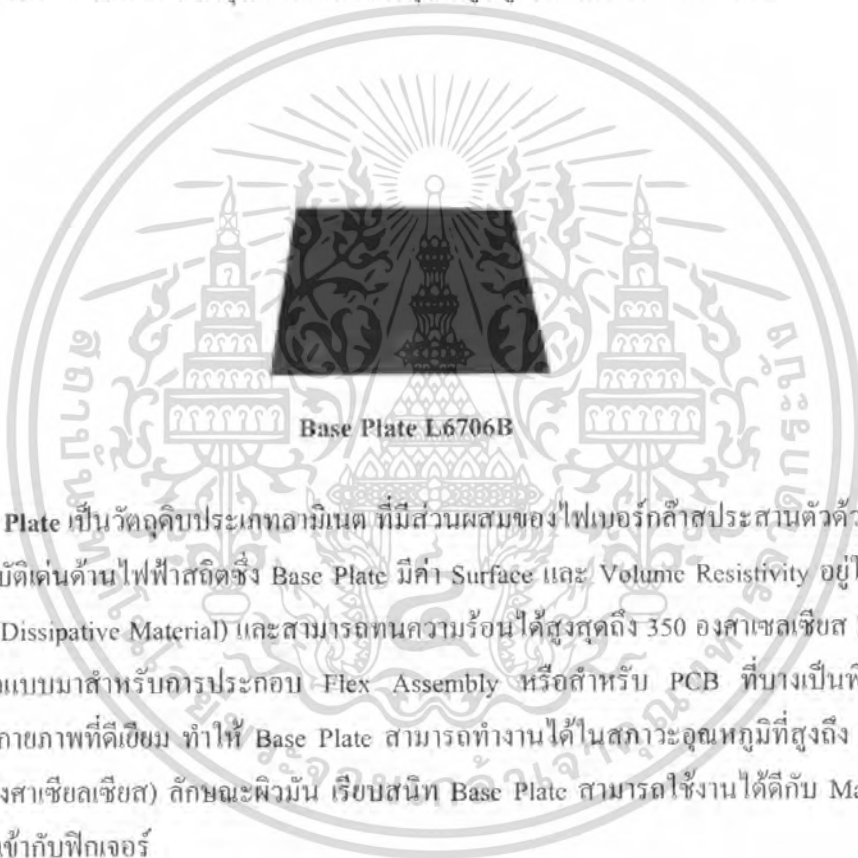 Base Plate L6706B
Plate เป็นวัตถุดิบประเภทลามิเนต ที่มีส่วนผสมของไฟเบอร์กล๊าสประสานตัวด้ว
บัติเด่นด้านไฟฟ้าสถิตซึ่ง Base Plate มีค่า Surface และ Volume Resistivity อยู่ใ
Dissipative Material) และสามารถทนความร้อนได้สูงสุดถึง 350 องศาเซลเซียส
แบบมาสำหรับการประกอบ Flex Assembly หรือสำหรับ PCB ที่บางเป็นพิ
กายภาพที่ดีเยี่ยม ทำให้ Base Plate สามารถทำงานได้ในสภาวะอุณหภูมิที่สูงถึง
งศาเซียลเซียส) ลักษณะผิวมัน เรียบสนิท Base Plate สามารถใช้งานได้ดีกับ Ma
เข้ากับฟิกเจอร์